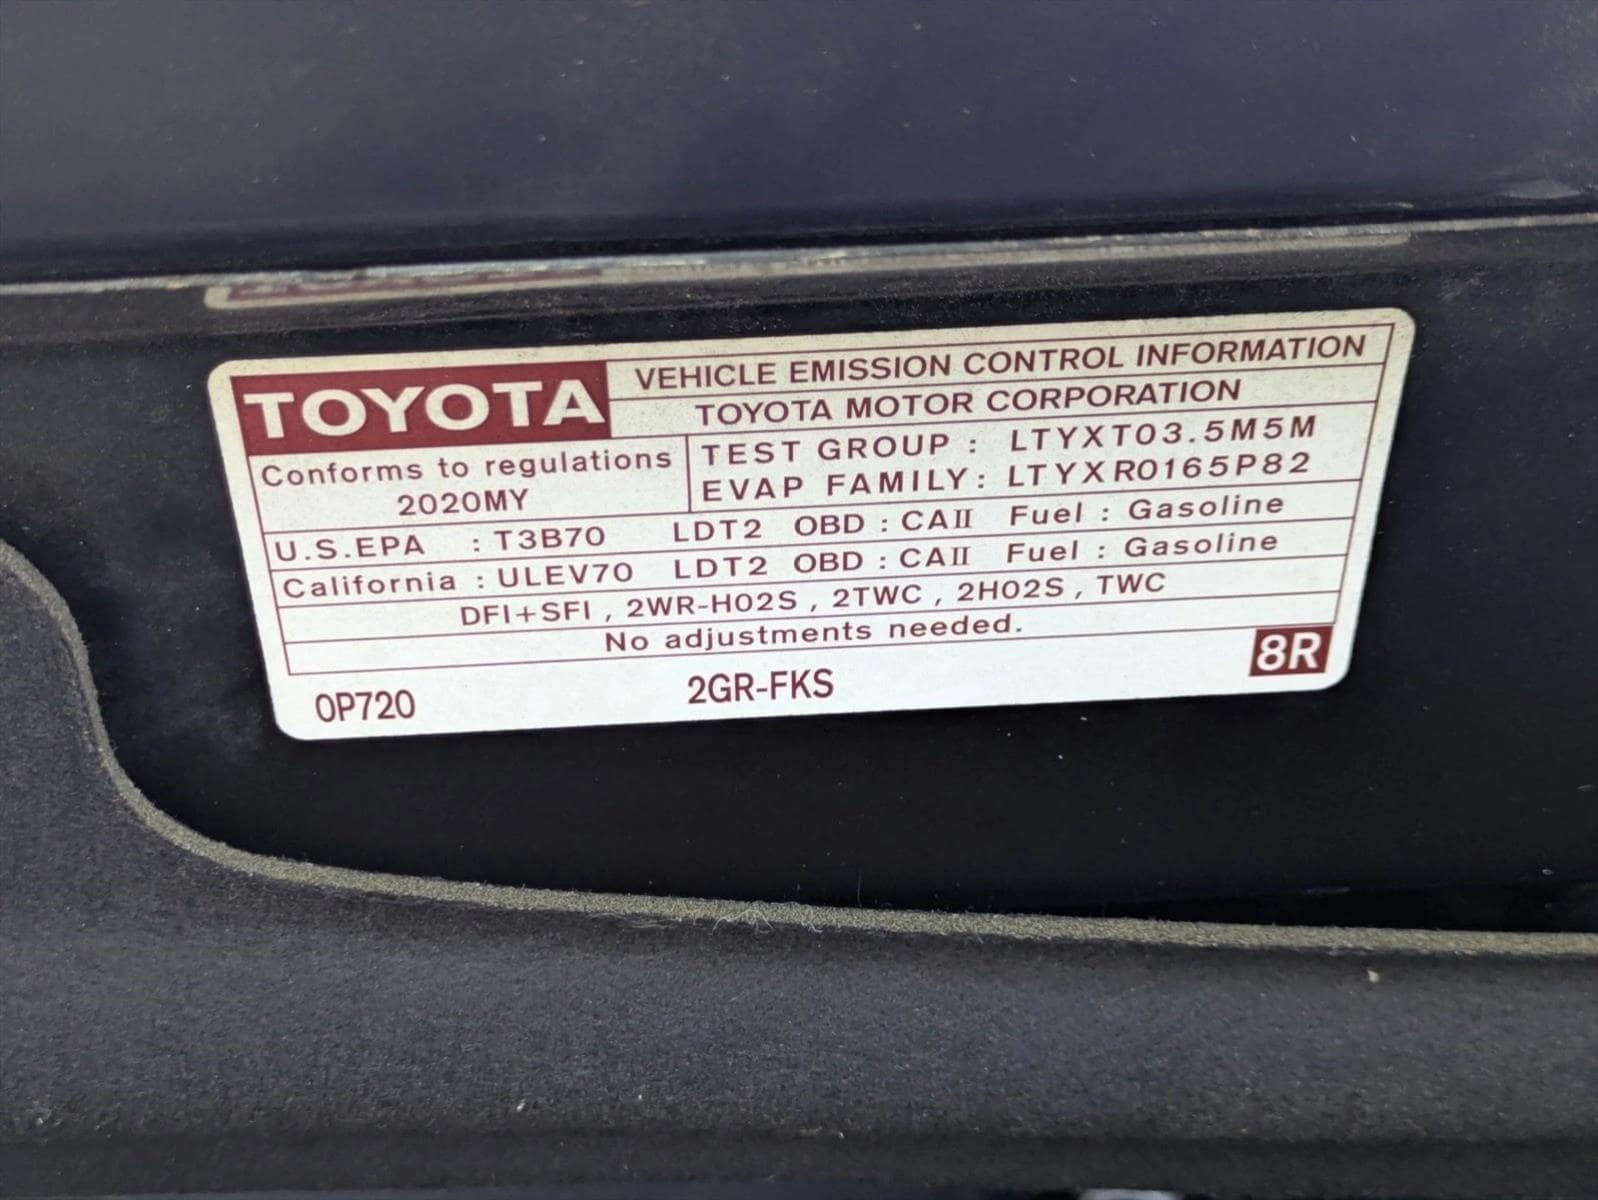 TOYOTA
VEHICLE EMISSION CONTROL INFORMATION
TOYOTA MOTOR CORPORATION
Conforms to regulations
2020MY
TEST GROUP : LTYXT03.5M5M
EVAP FAMILY: LTYXR0165P82
U.S.EPA : T3B70 LDT2 OBD : CAII Fuel : Gasoline
California : ULEV70 LDT2 OBD : CAII Fuel : Gasoline
DFI+SFI , 2WR-HO2S , 2TWC , 2HO2S , TWC
No adjustments needed.
0P720 2GR-FKS 8R